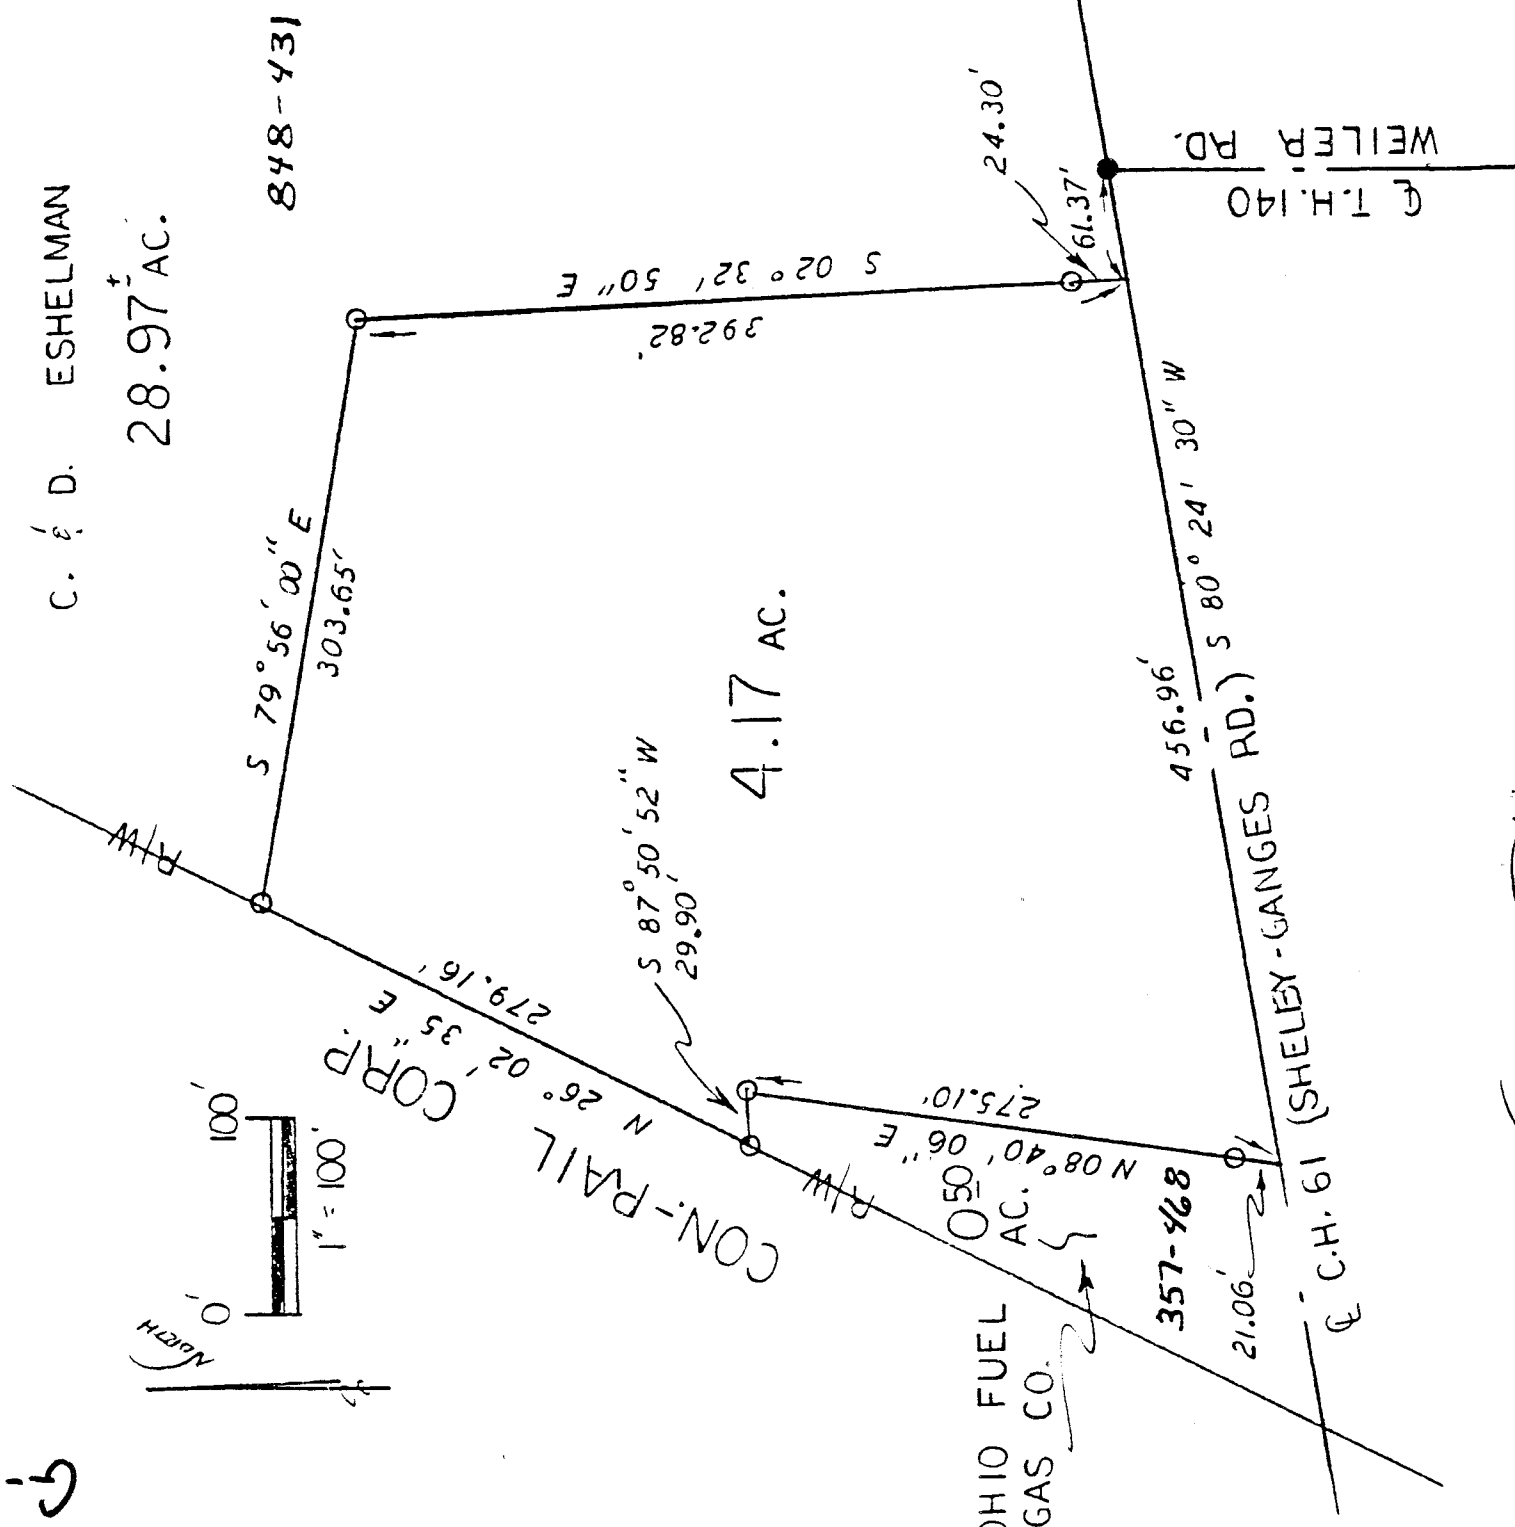 C. & D. ESHELMAN
28.97± AC.
848-431
NORTH
0'
100'
1" = 100'
R/W
S 79° 56' 00" E
303.65'
S 02° 32' 50" E
392.82'
24.30'
61.37'
℄ T.H. 140
WEILER RD.
CON.-RAIL CORP.
N 26° 02' 35" E
279.16'
S 87° 50' 52" W
29.90'
4.17 AC.
R/W
N 08° 40' 06" E
275.10'
0.50
AC.
OHIO FUEL
GAS CO.
357-468
21.06'
456.96'
S 80° 24' 30" W
℄ C.H. 61 (SHELBY-GANGES RD.)